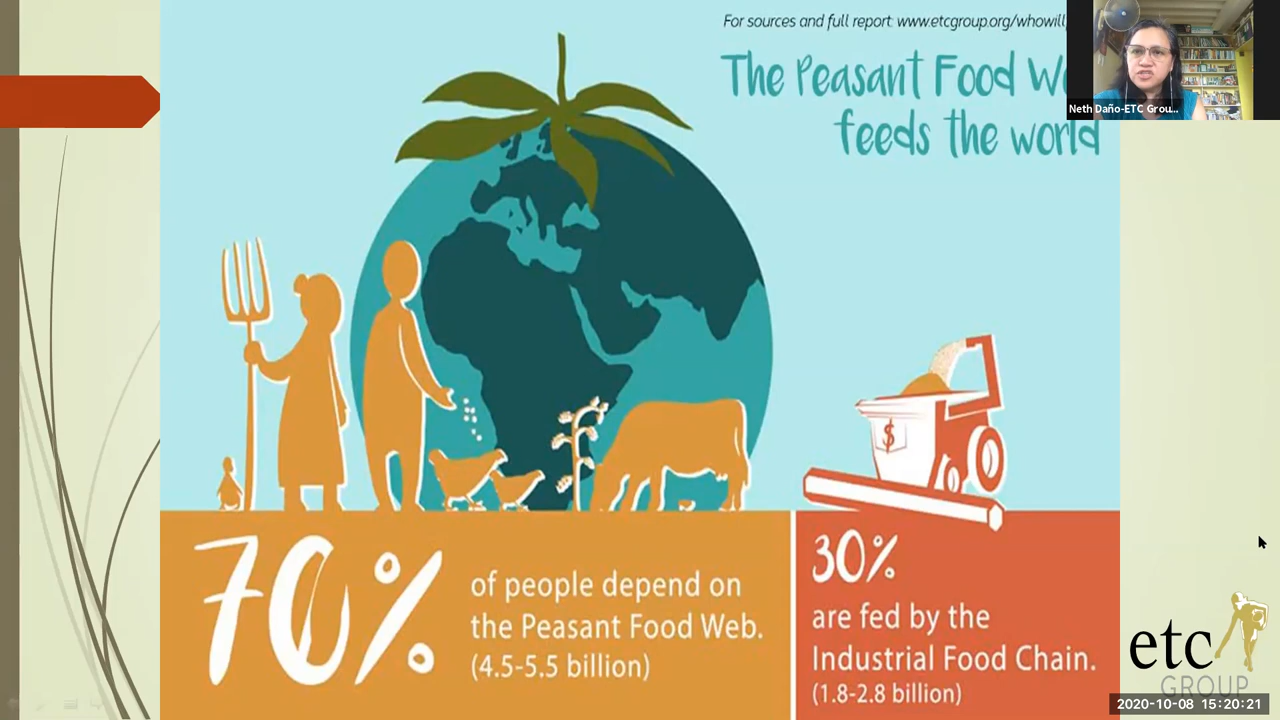 For sources and full report: www.etcgroup.org/whowill
The Peasant Food
feeds the world
Neth Daño-ETC Grou...
$
70%
of people depend on
the Peasant Food Web.
(4.5-5.5 billion)
30%
are fed by the
Industrial Food Chain.
(1.8-2.8 billion)
etc
GROUP
2020-10-08 15:20:21